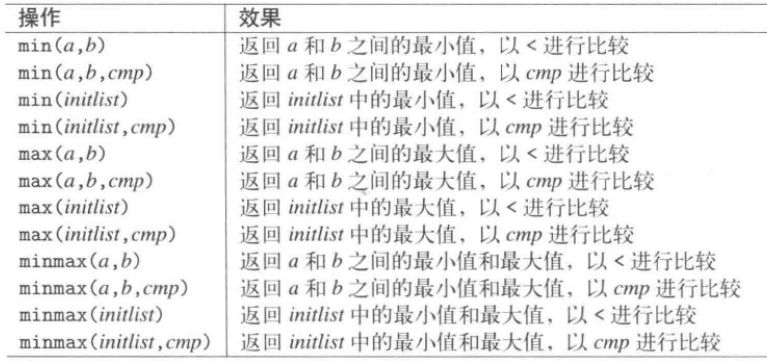 操作 效果
min(a,b) 返回 a 和 b 之间的最小值，以 < 进行比较
min(a,b,cmp) 返回 a 和 b 之间的最小值，以 cmp 进行比较
min(initlist) 返回 initlist 中的最小值，以 < 进行比较
min(initlist,cmp) 返回 initlist 中的最小值，以 cmp 进行比较
max(a,b) 返回 a 和 b 之间的最大值，以 < 进行比较
max(a,b,cmp) 返回 a 和 b 之间的最大值，以 cmp 进行比较
max(initlist) 返回 initlist 中的最大值，以 < 进行比较
max(initlist,cmp) 返回 initlist 中的最大值，以 cmp 进行比较
minmax(a,b) 返回 a 和 b 之间的最小值和最大值，以 < 进行比较
minmax(a,b,cmp) 返回 a 和 b 之间的最小值和最大值，以 cmp 进行比较
minmax(initlist) 返回 initlist 中的最小值和最大值，以 < 进行比较
minmax(initlist,cmp) 返回 initlist 中的最小值和最大值，以 cmp 进行比较